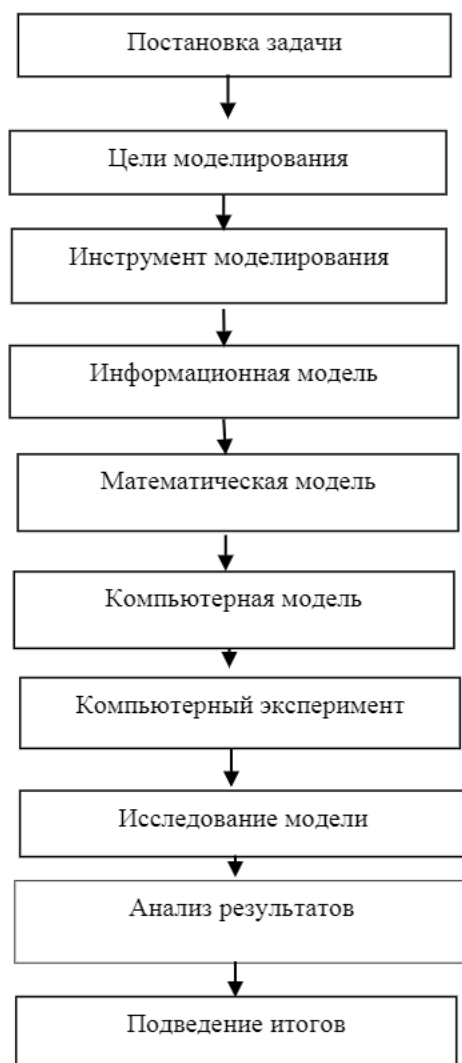 Постановка задачи
Цели моделирования
Инструмент моделирования
Информационная модель
Математическая модель
Компьютерная модель
Компьютерный эксперимент
Исследование модели
Анализ результатов
Подведение итогов